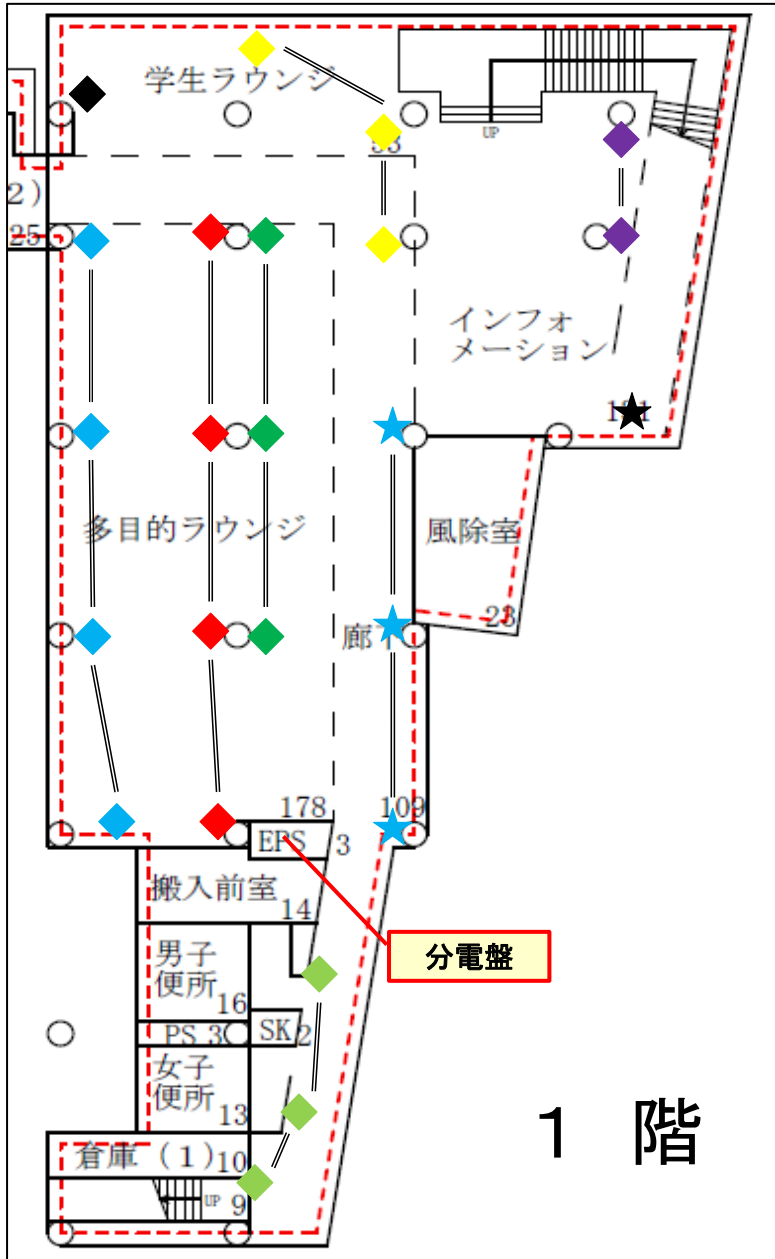 学生ラウンジ
UP
2)
25
インフォ
メーション
多目的ラウンジ
風除室
23
178
109
EPS
3
搬入前室
14
分電盤
男子
便所
16
PS 3
SK
2
女子
便所
13
倉庫 (1)
10
UP
9
1 階